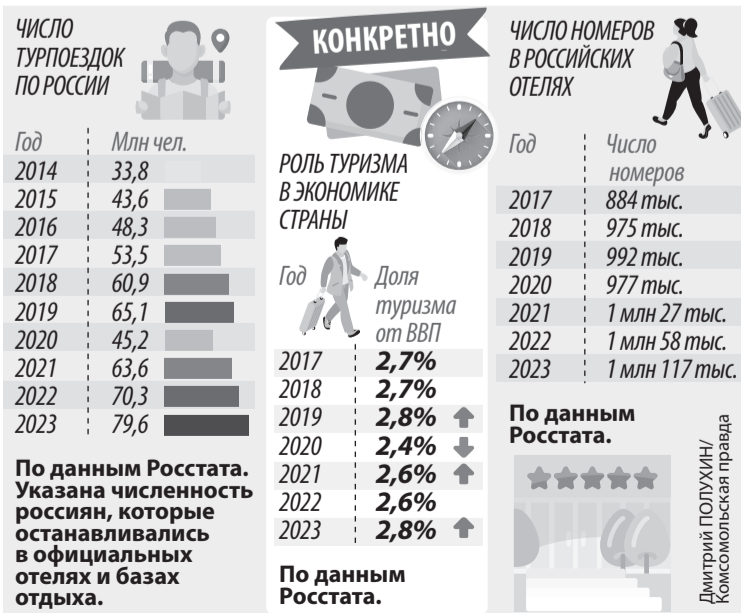 ЧИСЛО
ТУРПОЕЗДОК
ПО РОССИИ
Год Млн чел.
2014 33,8
2015 43,6
2016 48,3
2017 53,5
2018 60,9
2019 65,1
2020 45,2
2021 63,6
2022 70,3
2023 79,6
По данным Росстата.
Указана численность
россиян, которые
останавливались
в официальных
отелях и базах
отдыха.
КОНКРЕТНО
РОЛЬ ТУРИЗМА
В ЭКОНОМИКЕ
СТРАНЫ
Год Доля
туризма
от ВВП
2017 2,7%
2018 2,7%
2019 2,8%
2020 2,4%
2021 2,6%
2022 2,6%
2023 2,8%
По данным
Росстата.
ЧИСЛО НОМЕРОВ
В РОССИЙСКИХ
ОТЕЛЯХ
Год Число
номеров
2017 884 тыс.
2018 975 тыс.
2019 992 тыс.
2020 977 тыс.
2021 1 млн 27 тыс.
2022 1 млн 58 тыс.
2023 1 млн 117 тыс.
По данным
Росстата.
Дмитрий ПОЛУХИН/
Комсомольская правда